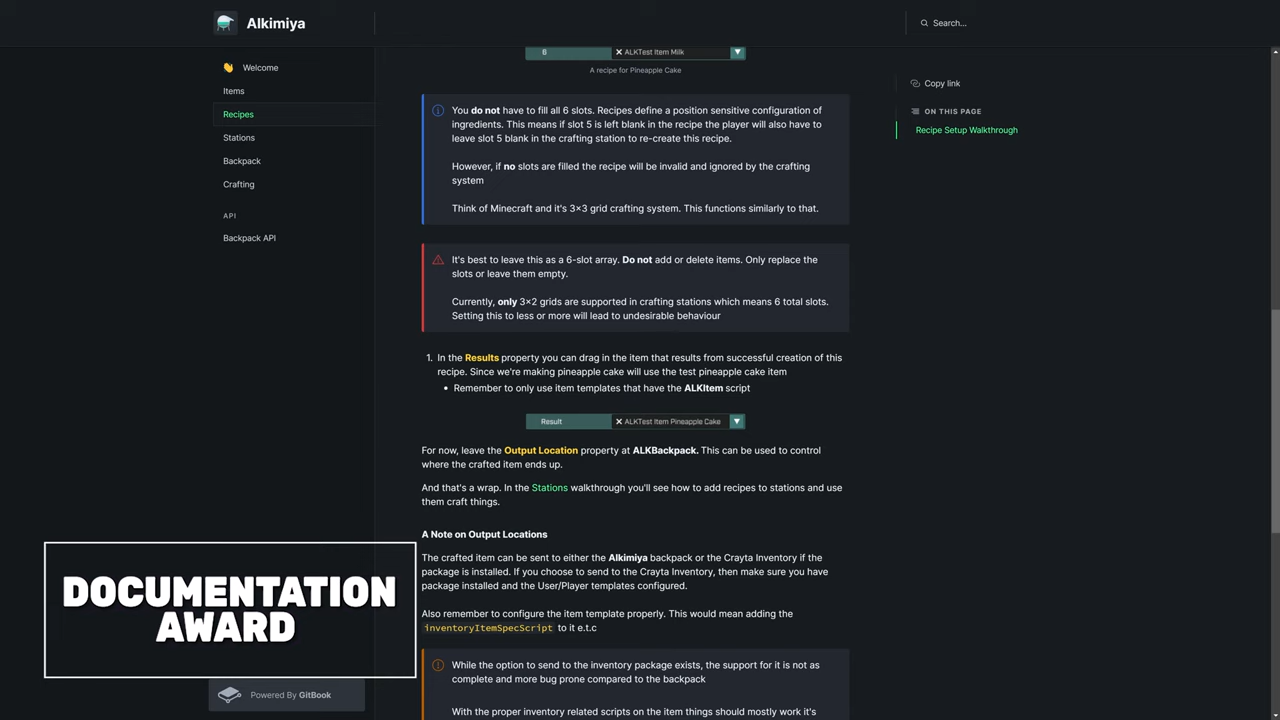 Alkimiya
Search...
👋 Welcome
Items
Recipes
Stations
Backpack
Crafting
API
Backpack API
6 ✕ ALKTest Item Milk
A recipe for Pineapple Cake
You do not have to fill all 6 slots. Recipes define a position sensitive configuration of
ingredients. This means if slot 5 is left blank in the recipe the player will also have to
leave slot 5 blank in the crafting station to re-create this recipe.
However, if no slots are filled the recipe will be invalid and ignored by the crafting
system
Think of Minecraft and it's 3×3 grid crafting system. This functions similarly to that.
It's best to leave this as a 6-slot array. Do not add or delete items. Only replace the
slots or leave them empty.
Currently, only 3×2 grids are supported in crafting stations which means 6 total slots.
Setting this to less or more will lead to undesirable behaviour
1. In the Results property you can drag in the item that results from successful creation of this
recipe. Since we're making pineapple cake will use the test pineapple cake item
• Remember to only use item templates that have the ALKItem script
Result ✕ ALKTest Item Pineapple Cake
For now, leave the Output Location property at ALKBackpack. This can be used to control
where the crafted item ends up.
And that's a wrap. In the Stations walkthrough you'll see how to add recipes to stations and use
them craft things.
A Note on Output Locations
The crafted item can be sent to either the Alkimiya backpack or the Crayta Inventory if the
package is installed. If you choose to send to the Crayta Inventory, then make sure you have
package installed and the User/Player templates configured.
Also remember to configure the item template properly. This would mean adding the
inventoryItemSpecScript to it e.t.c
While the option to send to the inventory package exists, the support for it is not as
complete and more bug prone compared to the backpack
With the proper inventory related scripts on the item things should mostly work it's
Copy link
ON THIS PAGE
Recipe Setup Walkthrough
DOCUMENTATION
AWARD
Powered By GitBook